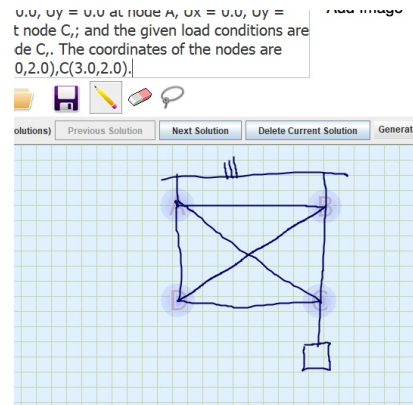 0.0, Uy = 0.0 at node A, Ux = 0.0, Uy =
Add Image
t node C,; and the given load conditions are
de C,. The coordinates of the nodes are
0,2.0),C(3.0,2.0).
olutions)
Previous Solution
Next Solution
Delete Current Solution
Generat
A
B
D
C